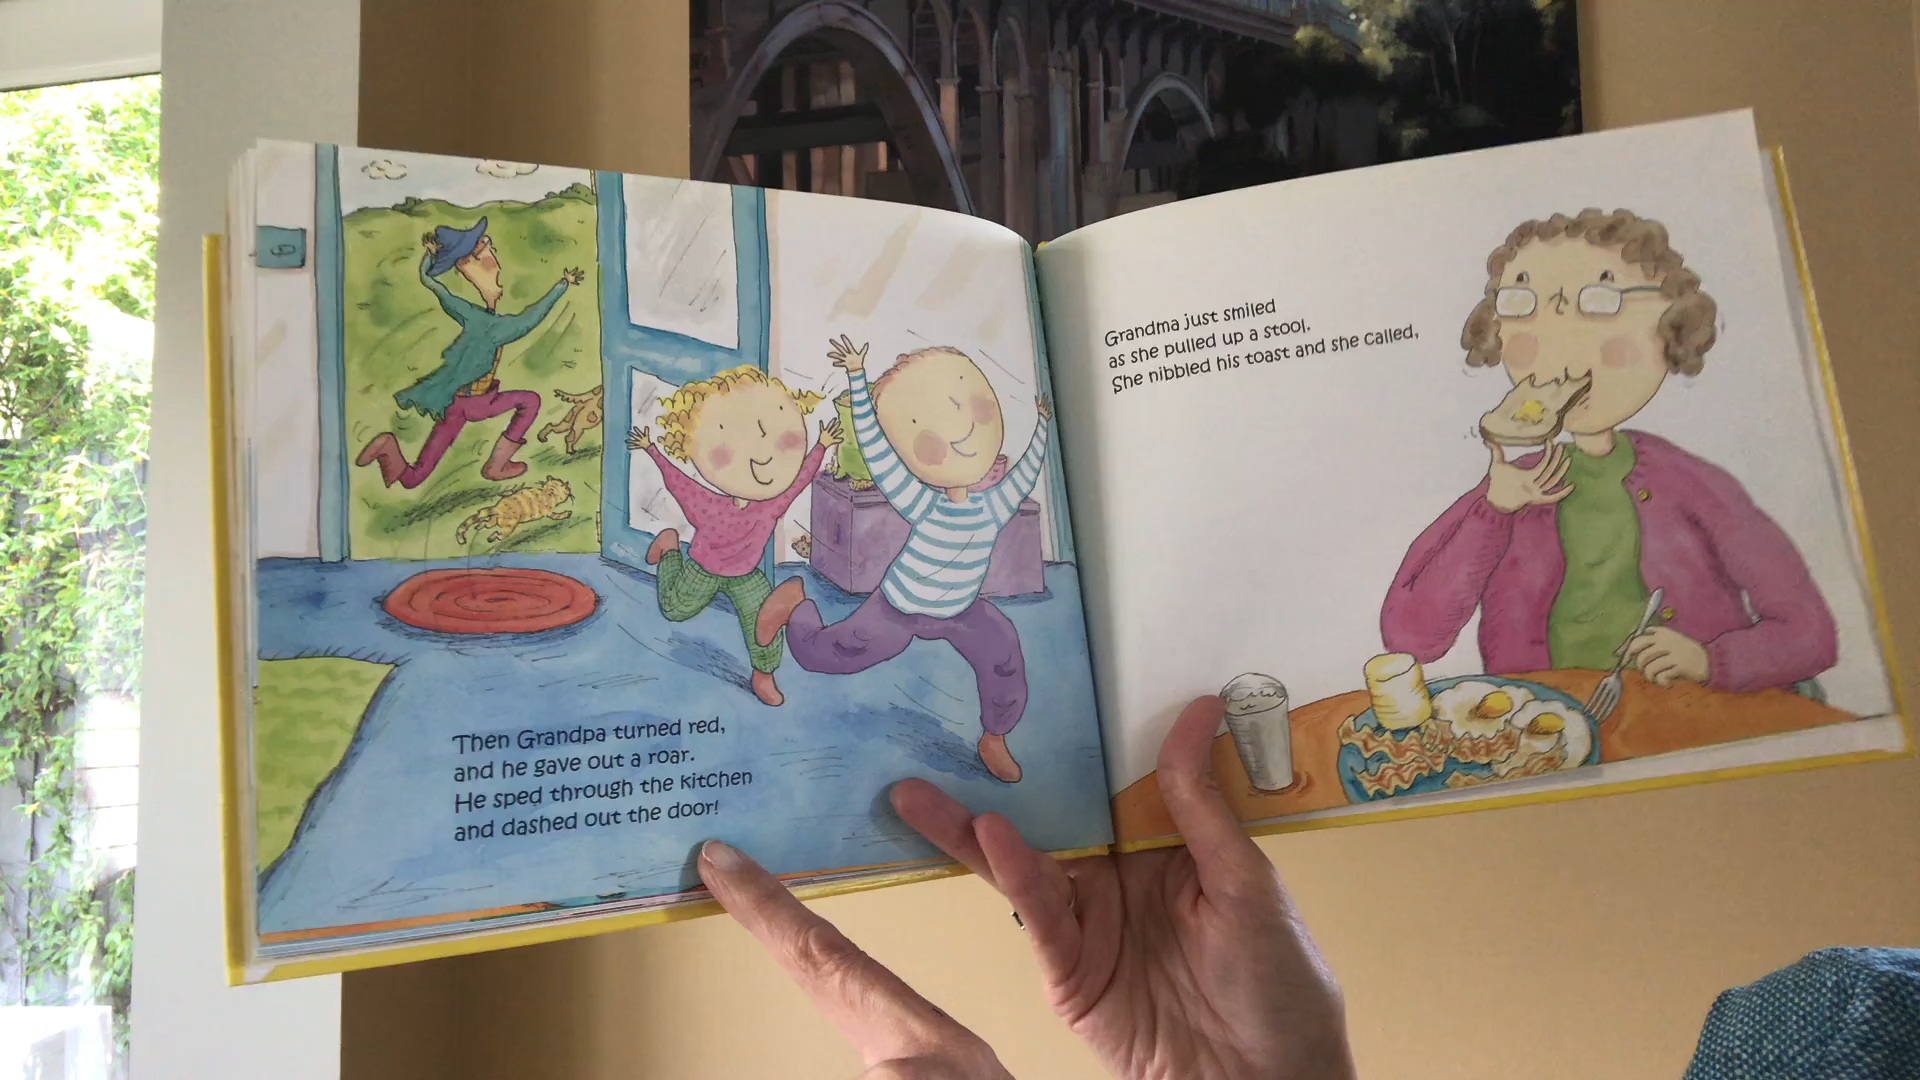 Then Grandpa turned red,
and he gave out a roar.
He sped through the kitchen
and dashed out the door!
Grandma just smiled
as she pulled up a stool.
She nibbled his toast and she called,